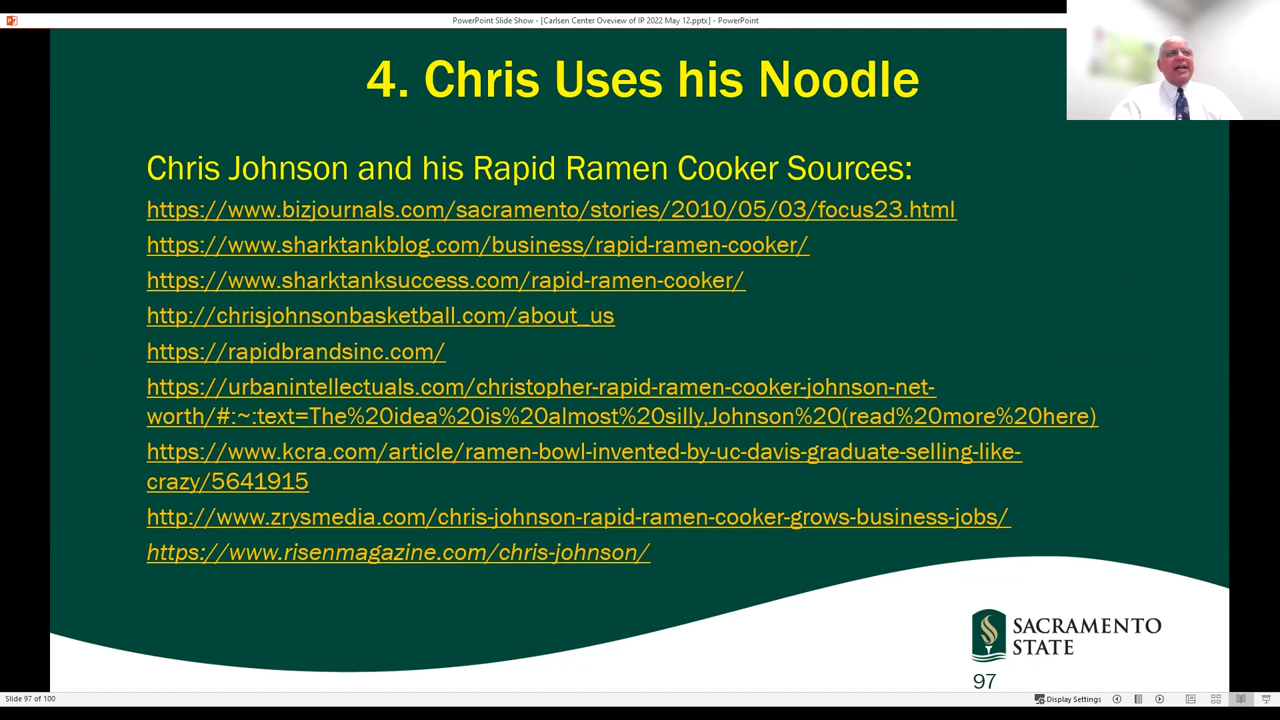 PowerPoint Slide Show - [Carlsen Center Oveview of IP 2022 May 12.pptx] - PowerPoint
4. Chris Uses his Noodle
Chris Johnson and his Rapid Ramen Cooker Sources:
https://www.bizjournals.com/sacramento/stories/2010/05/03/focus23.html
https://www.sharktankblog.com/business/rapid-ramen-cooker/
https://www.sharktanksuccess.com/rapid-ramen-cooker/
http://chrisjohnsonbasketball.com/about_us
https://rapidbrandsinc.com/
https://urbanintellectuals.com/christopher-rapid-ramen-cooker-johnson-net-
worth/#:~:text=The%20idea%20is%20almost%20silly,Johnson%20(read%20more%20here)
https://www.kcra.com/article/ramen-bowl-invented-by-uc-davis-graduate-selling-like-
crazy/5641915
http://www.zrysmedia.com/chris-johnson-rapid-ramen-cooker-grows-business-jobs/
https://www.risenmagazine.com/chris-johnson/
SACRAMENTO
STATE
97
Slide 97 of 100
Display Settings